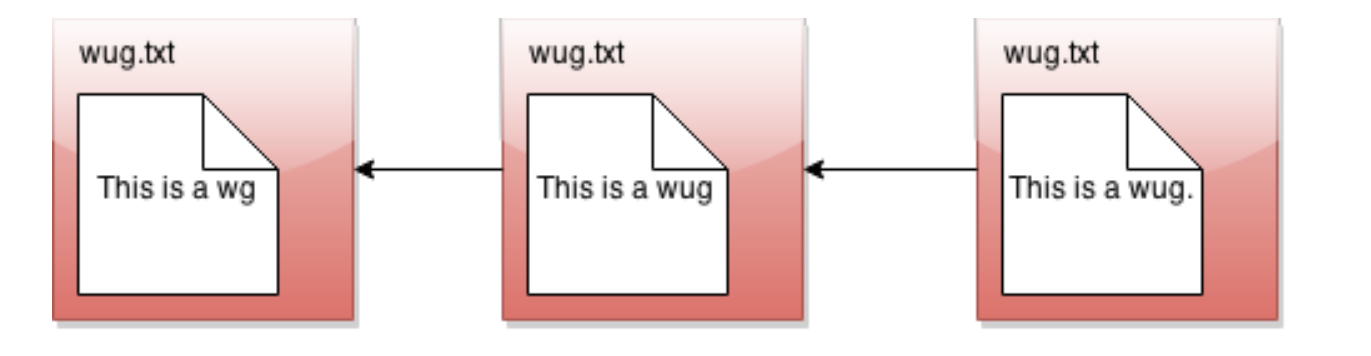 wug.txt
This is a wg
wug.txt
This is a wug
wug.txt
This is a wug.